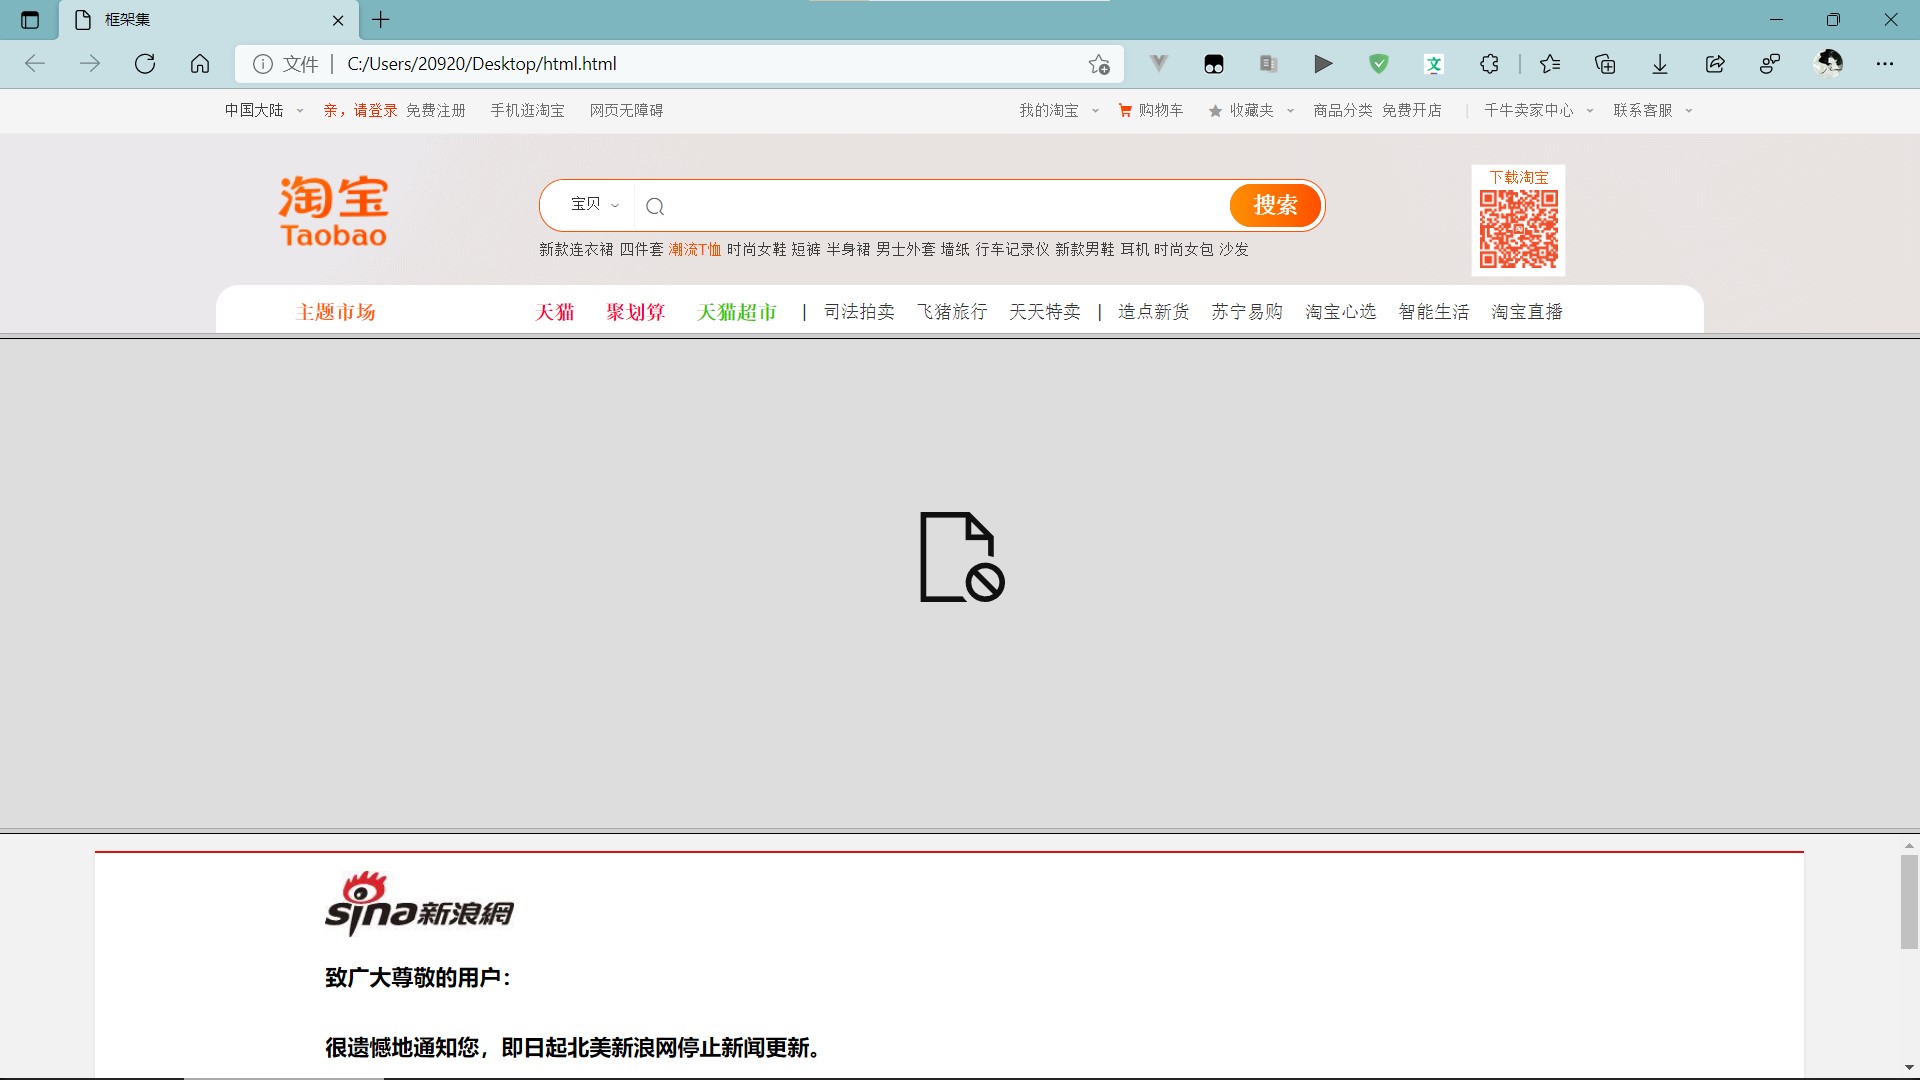 框架集
文件 | C:/Users/20920/Desktop/html.html
中国大陆 亲，请登录 免费注册 手机逛淘宝 网页无障碍 我的淘宝 购物车 收藏夹 商品分类 免费开店 | 千牛卖家中心 联系客服
淘宝
Taobao
宝贝
搜索
下载淘宝
新款连衣裙 四件套 潮流T恤 时尚女鞋 短裤 半身裙 男士外套 墙纸 行车记录仪 新款男鞋 耳机 时尚女包 沙发
主题市场 天猫 聚划算 天猫超市 | 司法拍卖 飞猪旅行 天天特卖 | 造点新货 苏宁易购 淘宝心选 智能生活 淘宝直播
sina新浪網
致广大尊敬的用户：
很遗憾地通知您，即日起北美新浪网停止新闻更新。